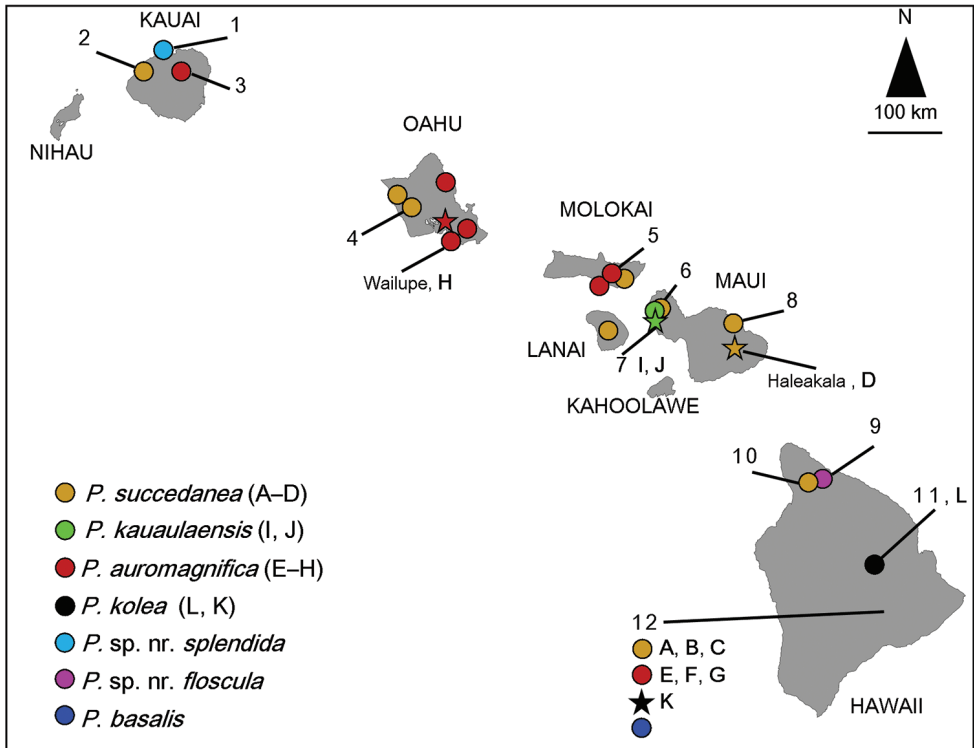 KAUAI
N
1
2
3
100 km
NIHAU
OAHU
4
Wailupe, H
MOLOKAI
5
6
MAUI
8
LANAI
7 I, J
Haleakala , D
KAHOOLAWE
9
10
11, L
P. succedanea (A–D)
P. kauaulaensis (I, J)
P. auromagnifica (E–H)
P. kolea (L, K)
P. sp. nr. splendida
P. sp. nr. floscula
P. basalis
12
A, B, C
E, F, G
K
HAWAII